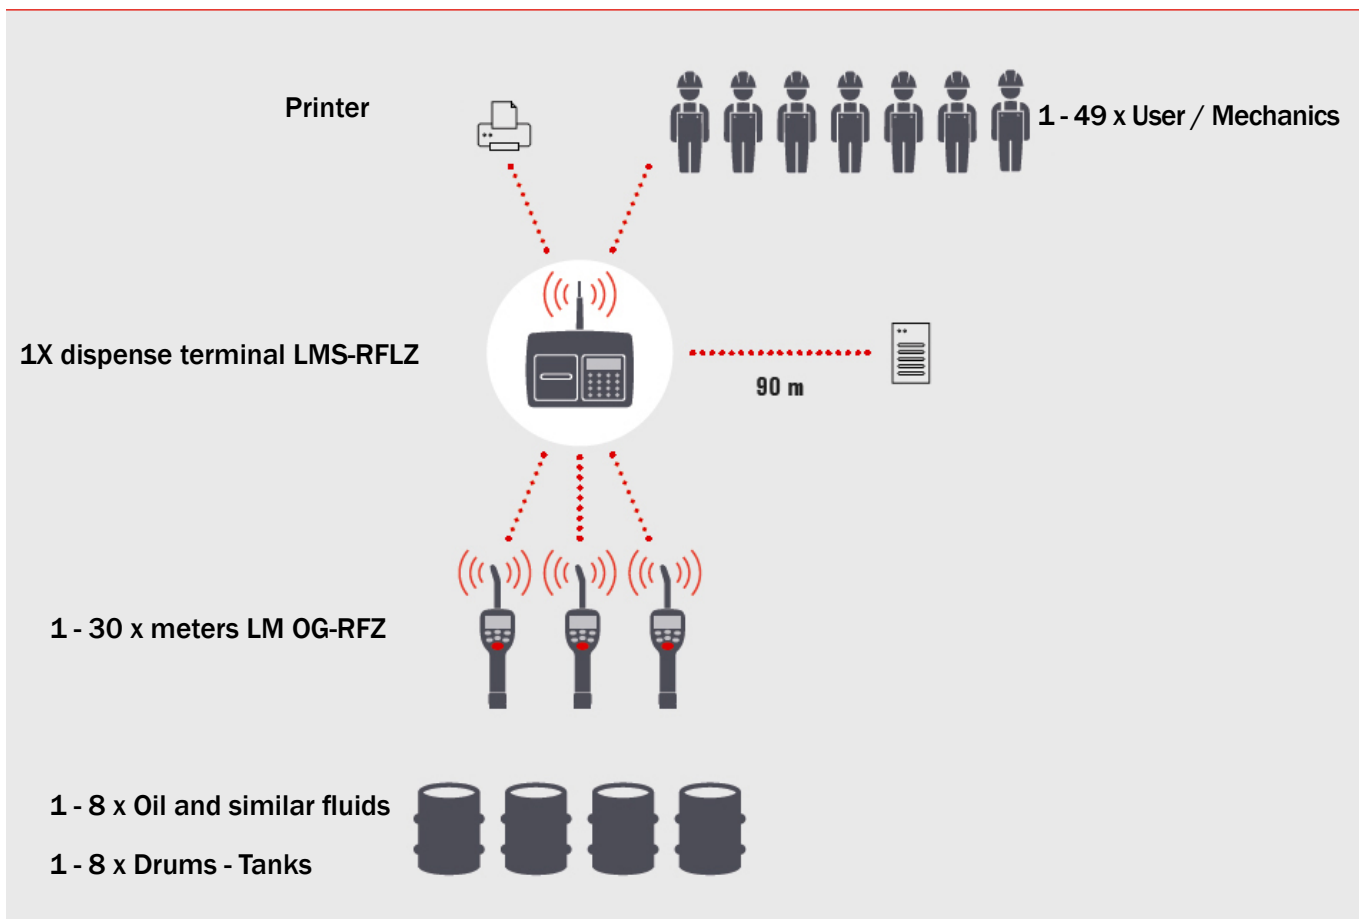 Printer
1 - 49 x User / Mechanics
1X dispense terminal LMS-RFLZ
90 m
1 - 30 x meters LM OG-RFZ
1 - 8 x Oil and similar fluids
1 - 8 x Drums - Tanks